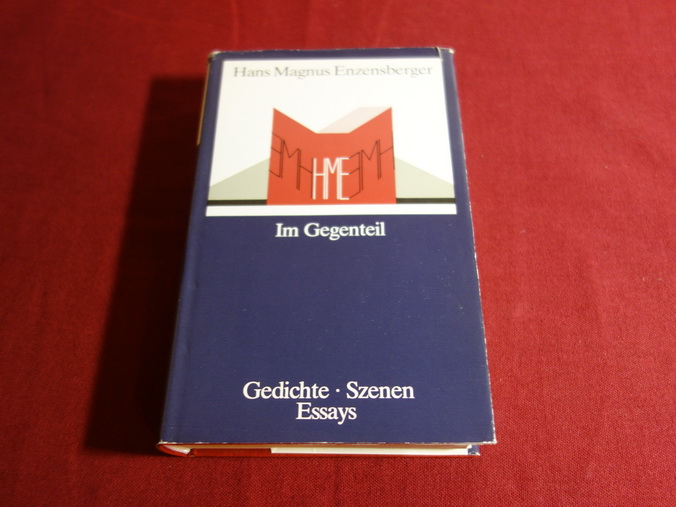 Hans Magnus Enzensberger
HME
Im Gegenteil
Gedichte · Szenen
Essays